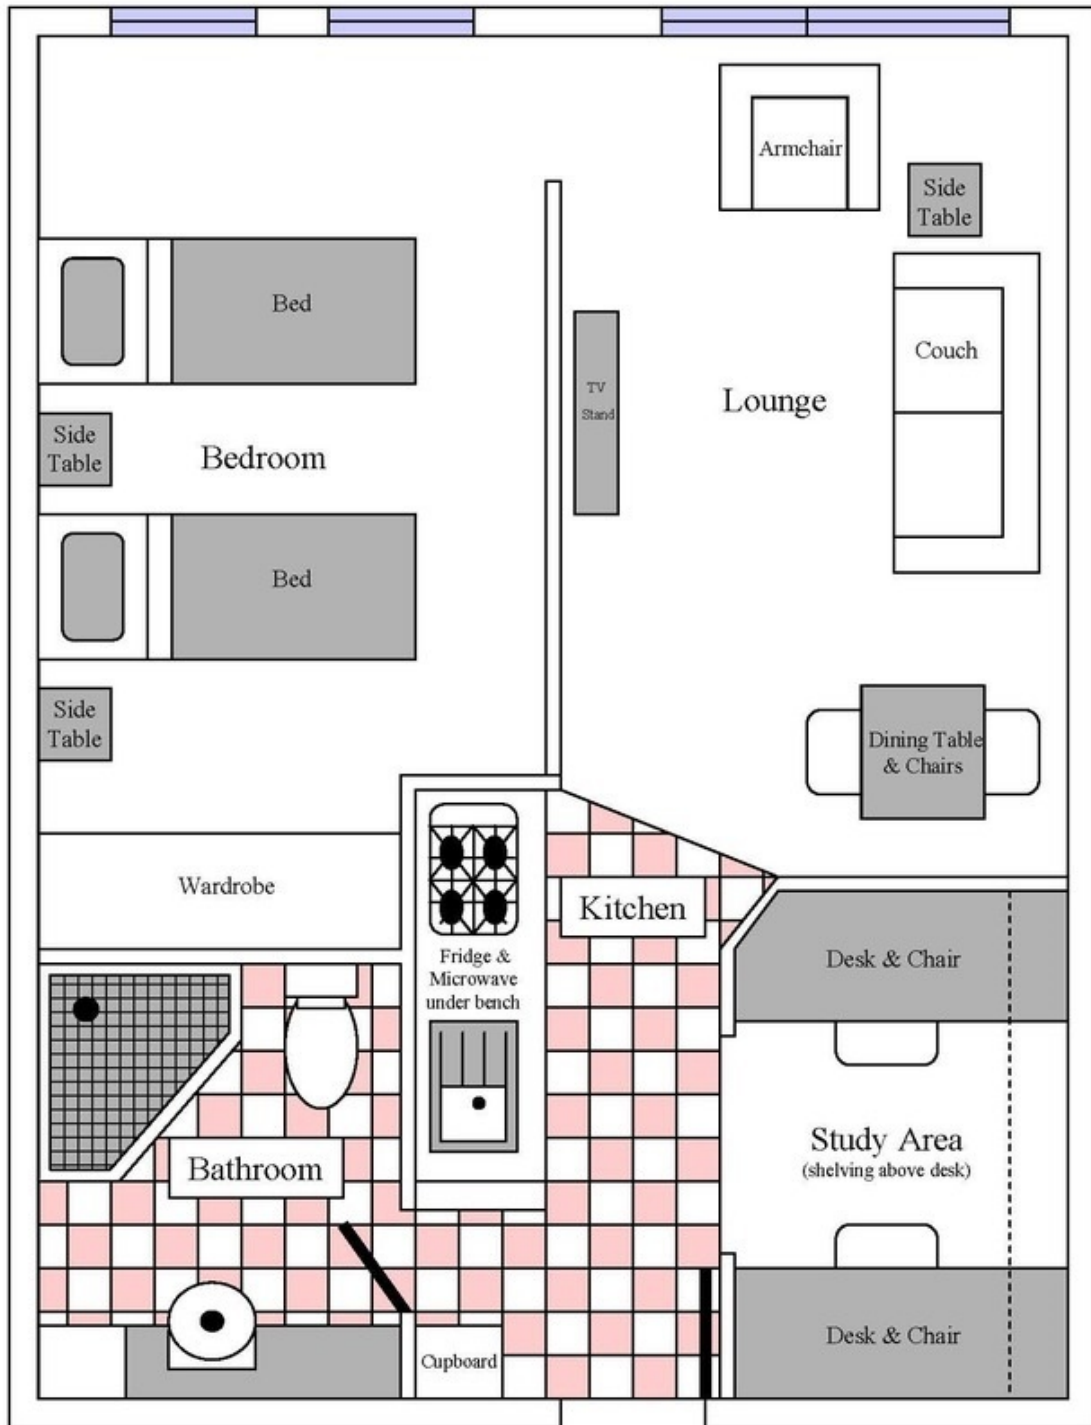 Armchair
Side
Table
Bed
Couch
TV
Stand
Lounge
Side
Table
Bedroom
Bed
Side
Table
Dining Table
& Chairs
Wardrobe
Kitchen
Fridge &
Microwave
under bench
Desk & Chair
Study Area
(shelving above desk)
Bathroom
Desk & Chair
Cupboard